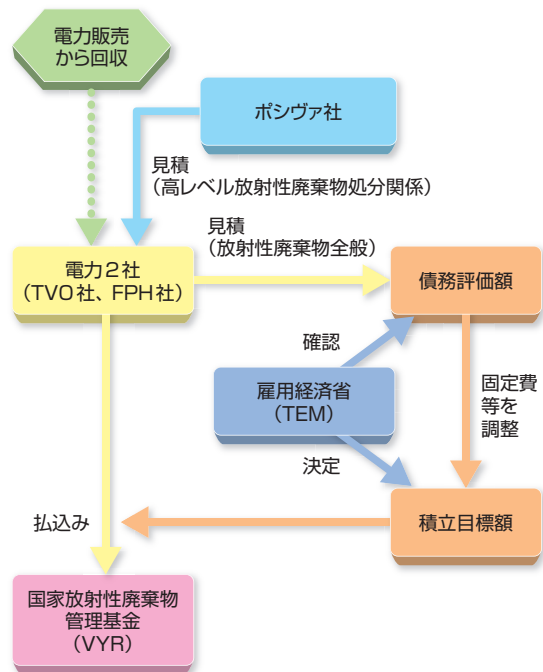 電力販売
から回収
ポシヴァ社
見積
（高レベル放射性廃棄物処分関係）
見積
（放射性廃棄物全般）
電力２社
（TVO社、FPH社）
債務評価額
確認
雇用経済省
（TEM）
固定費
等を
調整
決定
払込み
積立目標額
国家放射性廃棄物
管理基金
（VYR）